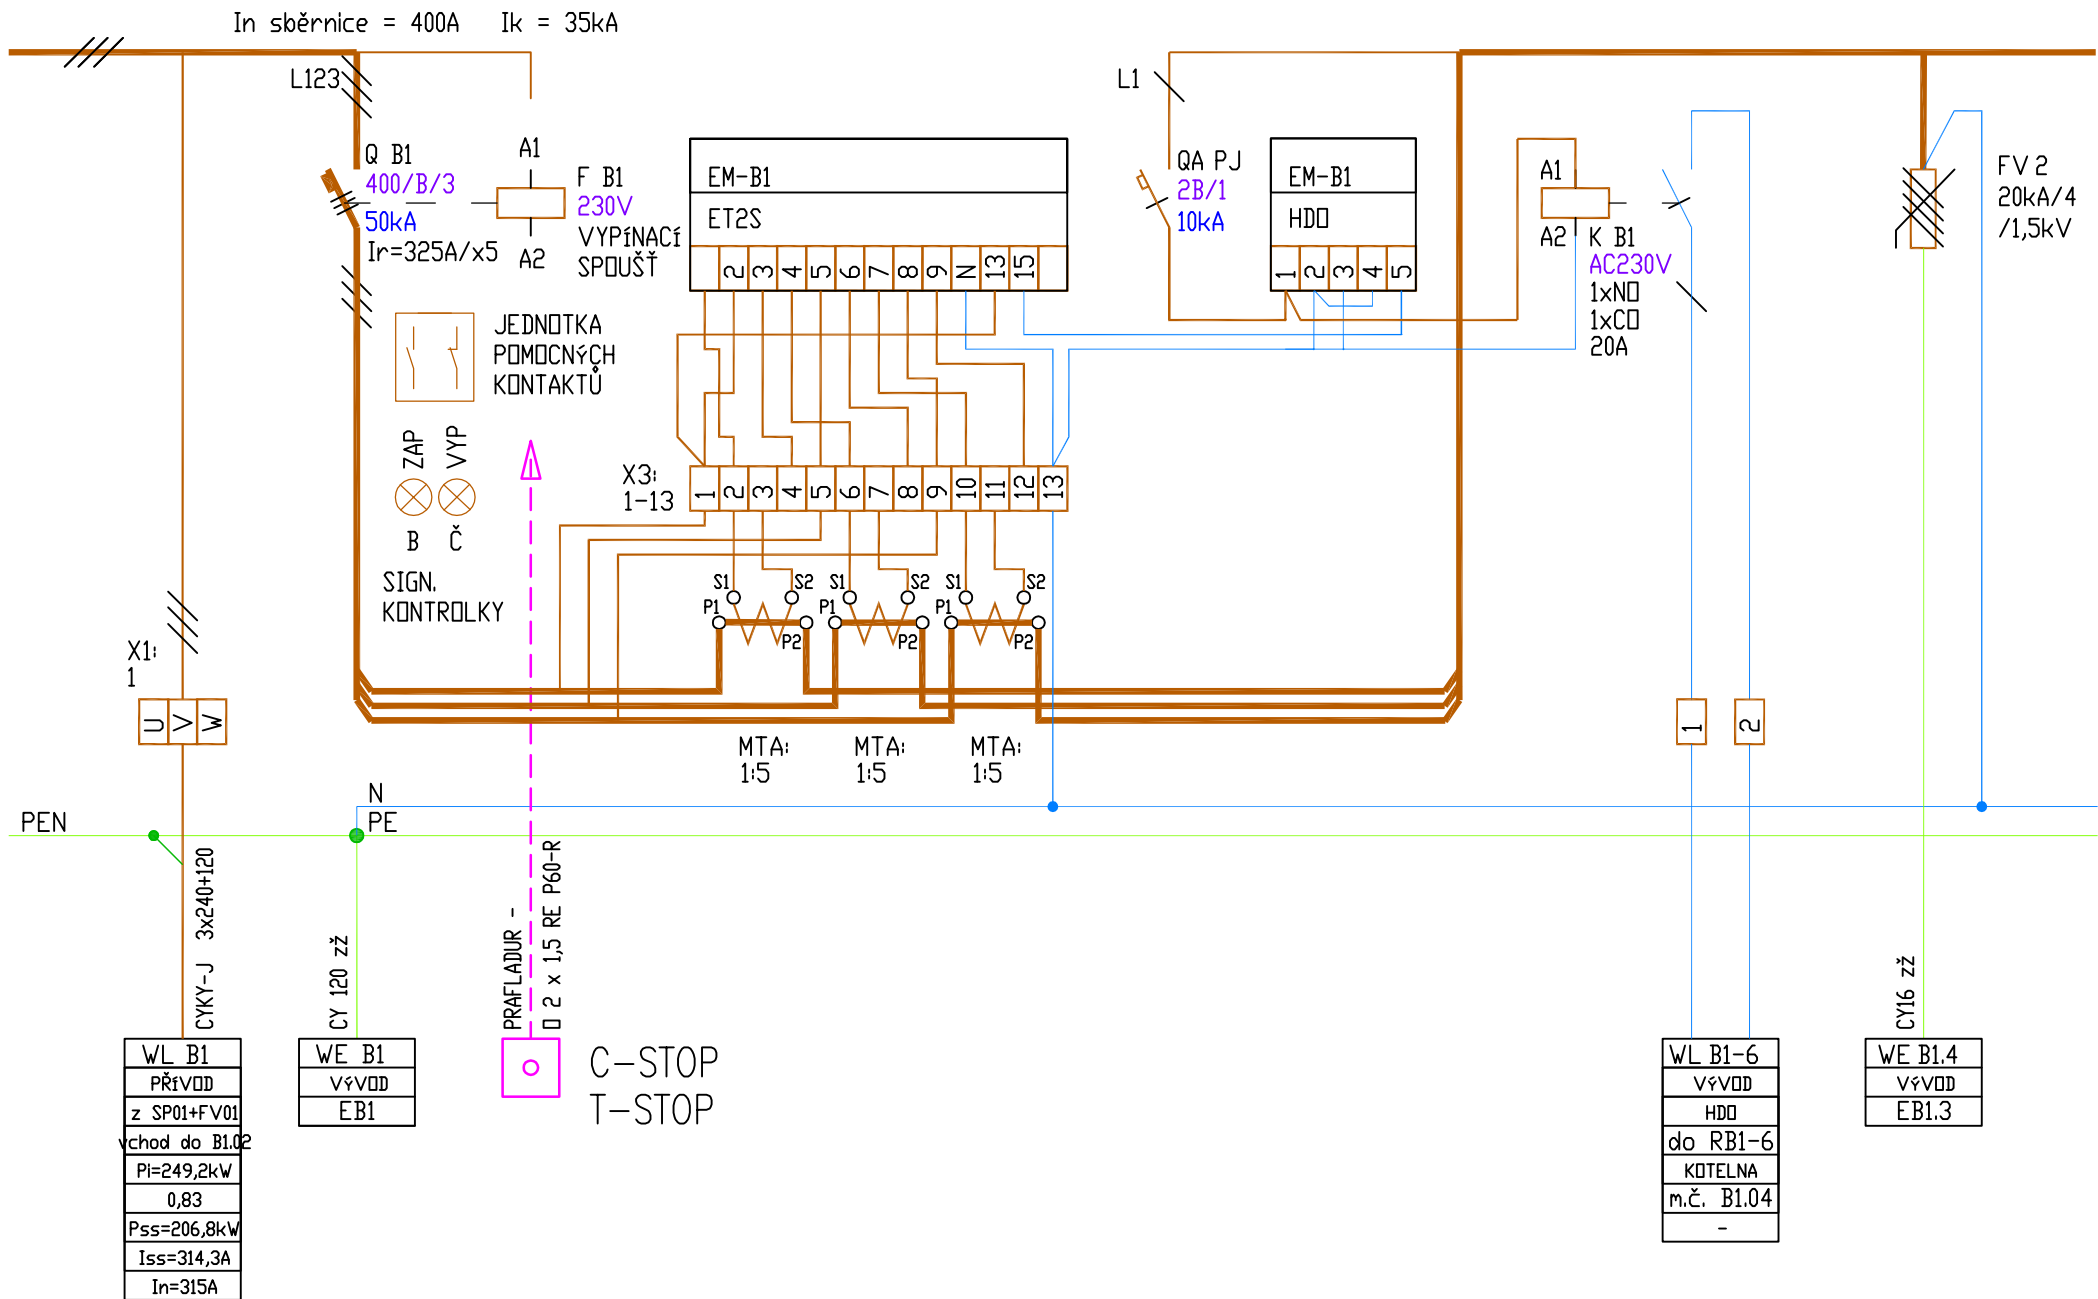 In sběrnice = 400A Ik = 35kA
L123
Q B1
400/B/3
50kA
Ir=325A/x5
A1
A2
F B1
230V
VYPíNACí
SPOUŠŤ
JEDNOTKA
POMOCNýCH
KONTAKTŮ
ZAP
VYP
B
Č
SIGN.
KONTROLKY
EM-B1
ET2S
2 3 4 5 6 7 8 9 N 13 15
X3:
1-13
1 2 3 4 5 6 7 8 9 10 11 12 13
S1 S2 S1 S2 S1 S2
P1 P2 P1 P2 P1 P2
MTA:
1:5
MTA:
1:5
MTA:
1:5
L1
QA PJ
2B/1
10kA
EM-B1
HDO
1 2 3 4 5
A1
A2
K B1
AC230V
1xNO
1xCO
20A
FV 2
20kA/4
/1,5kV
X1:
1
U V W
1
2
N
PEN
PE
CYKY-J 3x240+120
CY 120 zž
PRAFLADUR -
O 2 x 1,5 RE P60-R
CY16 zž
WL B1
PŘíVOD
z SP01+FV01
vchod do B1.02
Pi=249,2kW
0,83
Pss=206,8kW
Iss=314,3A
In=315A
WE B1
VýVOD
EB1
C-STOP
T-STOP
WL B1-6
VýVOD
HDO
do RB1-6
KOTELNA
m.č. B1.04
-
WE B1.4
VýVOD
EB1.3